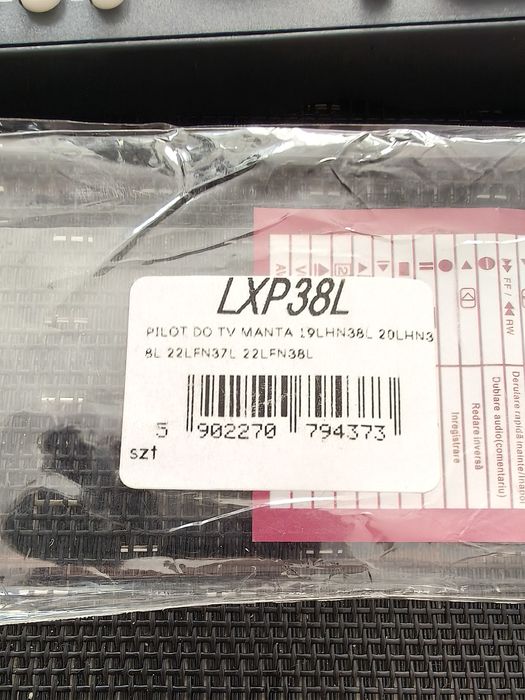 LXP38L
PILOT DO TV MANTA 19LHN38L 20LHN3
8L 22LFN37L 22LFN38L
5 902270 794373
szt
FF / RW
Derulare rapidă înainte/înapoi
Dublare audio(comentariu)
Redare inversă
Înregistrare